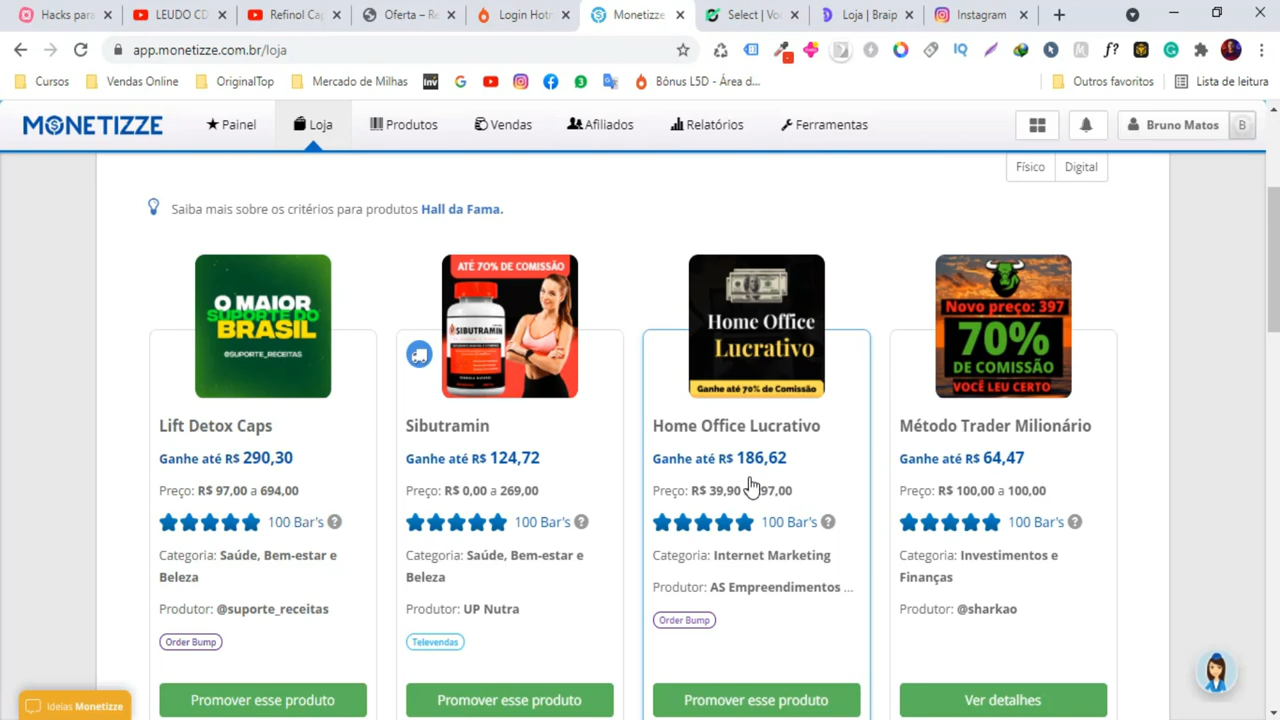 Hacks para
LEUDO CD
Refinol Ca
Oferta – Re
Login Hotm
Monetizze
Select | Voc
Loja | Braip
Instagram
app.monetizze.com.br/loja
Cursos
Vendas Online
OriginalTop
Mercado de Milhas
Inv
Bônus L5D - Área d...
Outros favoritos
Lista de leitura
MONETIZZE
Painel
Loja
Produtos
Vendas
Afiliados
Relatórios
Ferramentas
Bruno Matos
B
Físico
Digital
Saiba mais sobre os critérios para produtos Hall da Fama.
O MAIOR
SUPORTE DO
BRASIL
@SUPORTE_RECEITAS
ATÉ 70% DE COMISSÃO
SIBUTRAMIN
Home Office
Lucrativo
Ganhe até 70% de Comissão
Novo preço: 397
70%
DE COMISSÃO
VOCÊ LEU CERTO
Lift Detox Caps
Ganhe até R$ 290,30
Preço: R$ 97,00 a 694,00
100 Bar's ?
Categoria: Saúde, Bem-estar e
Beleza
Produtor: @suporte_receitas
Order Bump
Promover esse produto
Sibutramin
Ganhe até R$ 124,72
Preço: R$ 0,00 a 269,00
100 Bar's ?
Categoria: Saúde, Bem-estar e
Beleza
Produtor: UP Nutra
Televendas
Promover esse produto
Home Office Lucrativo
Ganhe até R$ 186,62
Preço: R$ 39,90 97,00
100 Bar's ?
Categoria: Internet Marketing
Produtor: AS Empreendimentos ...
Order Bump
Promover esse produto
Método Trader Milionário
Ganhe até R$ 64,47
Preço: R$ 100,00 a 100,00
100 Bar's ?
Categoria: Investimentos e
Finanças
Produtor: @sharkao
Ver detalhes
Ideias Monetizze